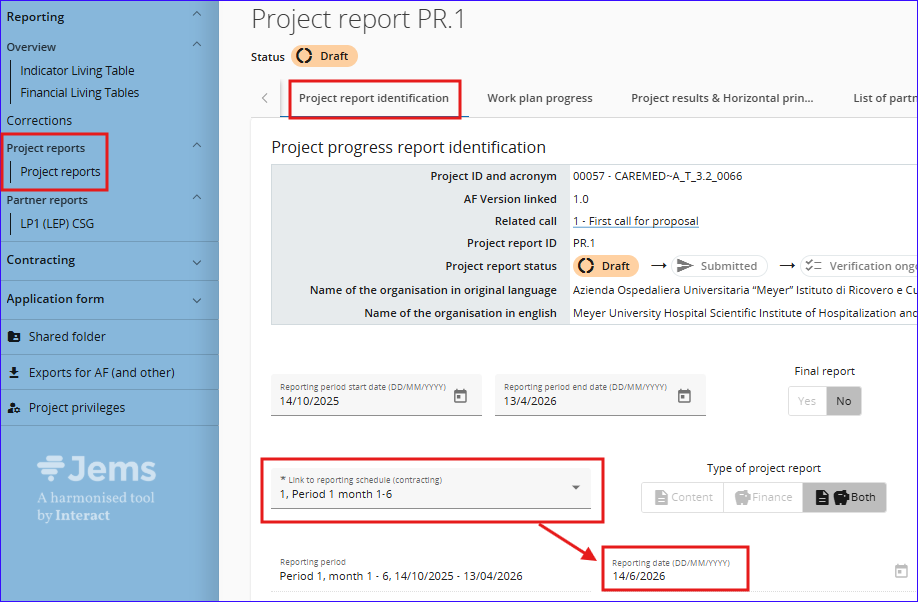 Reporting
Overview
Indicator Living Table
Financial Living Tables
Corrections
Project reports
Project reports
Partner reports
LP1 (LEP) CSG
Contracting
Application form
Shared folder
Exports for AF (and other)
Project privileges
Jems
A harmonised tool
by Interact
Project report PR.1
Status Draft
Project report identification Work plan progress Project results & Horizontal prin... List of partn
Project progress report identification
Project ID and acronym 00057 - CAREMED~A_T_3.2_0066
AF Version linked 1.0
Related call 1 - First call for proposal
Project report ID PR.1
Project report status Draft Submitted Verification ongo
Name of the organisation in original language Azienda Ospedaliera Universitaria “Meyer” Istituto di Ricovero e Cu
Name of the organisation in english Meyer University Hospital Scientific Institute of Hospitalization and
Final report
Reporting period start date (DD/MM/YYYY) Reporting period end date (DD/MM/YYYY)
14/10/2025 13/4/2026 Yes No
Type of project report
* Link to reporting schedule (contracting)
1, Period 1 month 1-6 Content Finance Both
Reporting period Reporting date (DD/MM/YYYY)
Period 1, month 1 - 6, 14/10/2025 - 13/04/2026 14/6/2026